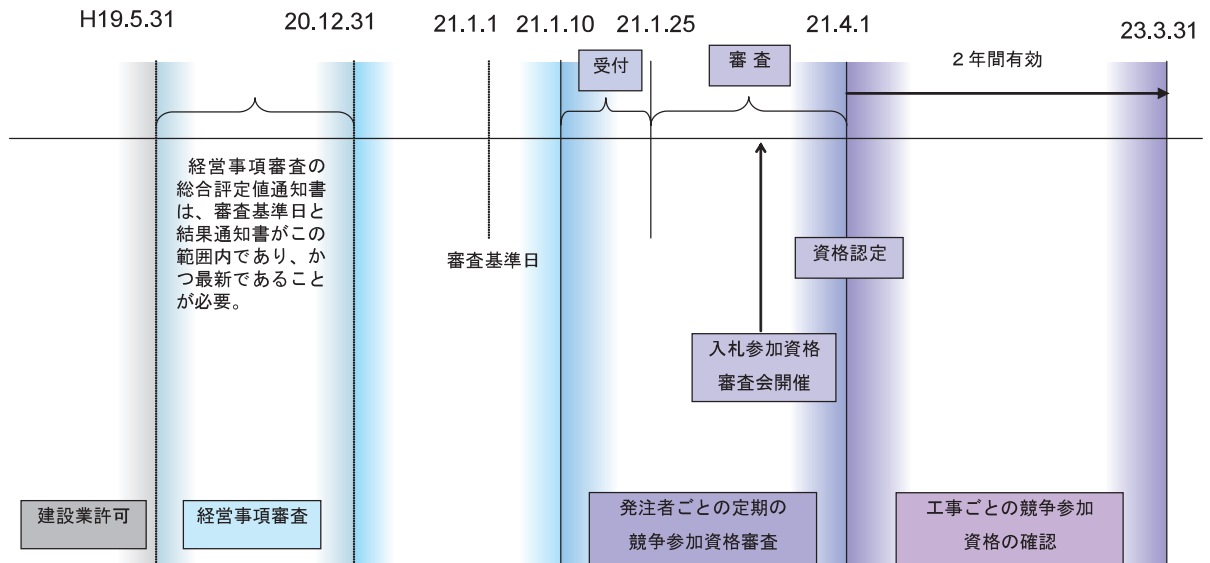 H19.5.31
20.12.31
21.1.1
21.1.10
21.1.25
21.4.1
23.3.31
受付
審 査
２年間有効
経営事項審査の
総合評定値通知書
は、審査基準日と
結果通知書がこの
範囲内であり、か
つ最新であること
が必要。
審査基準日
資格認定
入札参加資格
審査会開催
建設業許可
経営事項審査
発注者ごとの定期の
競争参加資格審査
工事ごとの競争参加
資格の確認